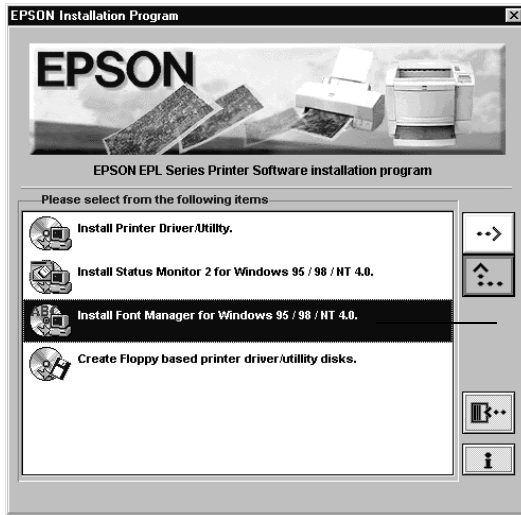 EPSON Installation Program
EPSON
EPSON EPL Series Printer Software installation program
Please select from the following items
Install Printer Driver/Utility.
Install Status Monitor 2 for Windows 95 / 98 / NT 4.0.
Install Font Manager for Windows 95 / 98 / NT 4.0.
Create Floppy based printer driver/utillity disks.